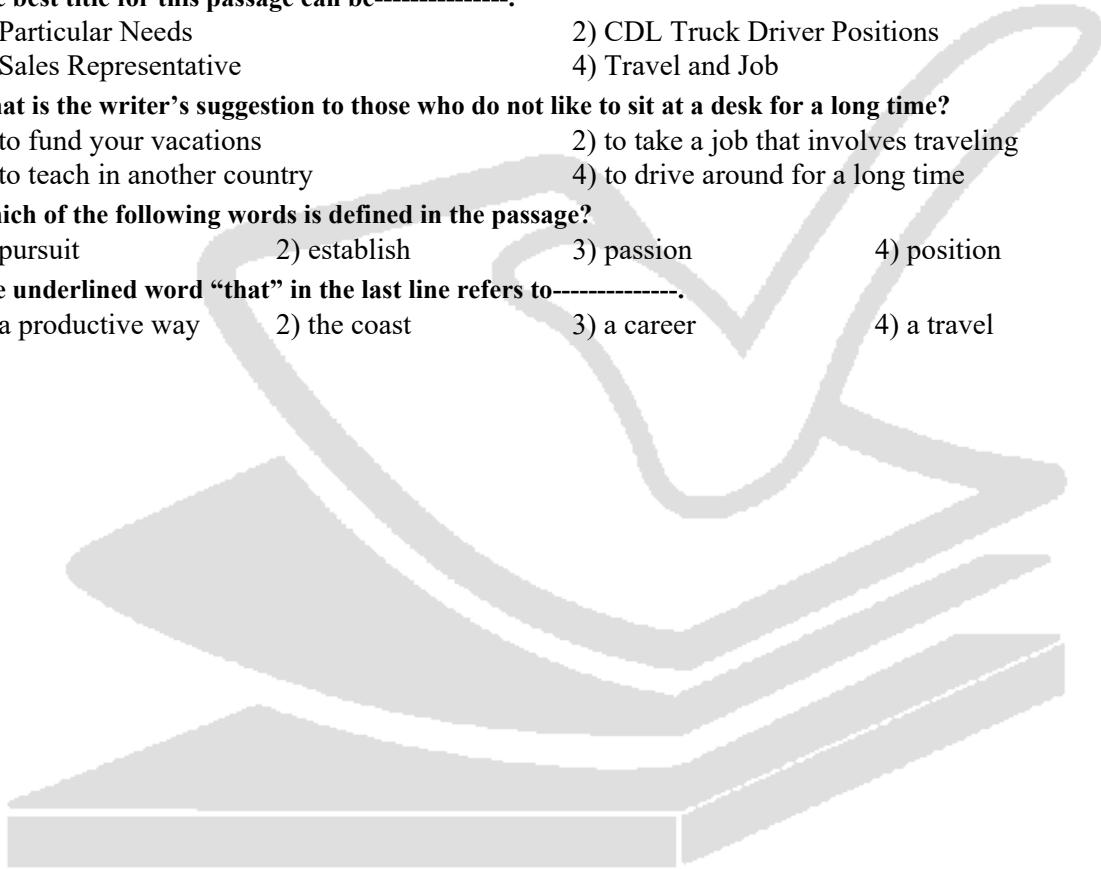 best title for this passage can be---------------.
Particular Needs 2) CDL Truck Driver Positions
Sales Representative 4) Travel and Job
is the writer’s suggestion to those who do not like to sit at a desk for a long time?
to fund your vacations 2) to take a job that involves traveling
to teach in another country 4) to drive around for a long time
of the following words is defined in the passage?
pursuit 2) establish 3) passion 4) position
underlined word “that” in the last line refers to--------------.
a productive way 2) the coast 3) a career 4) a travel